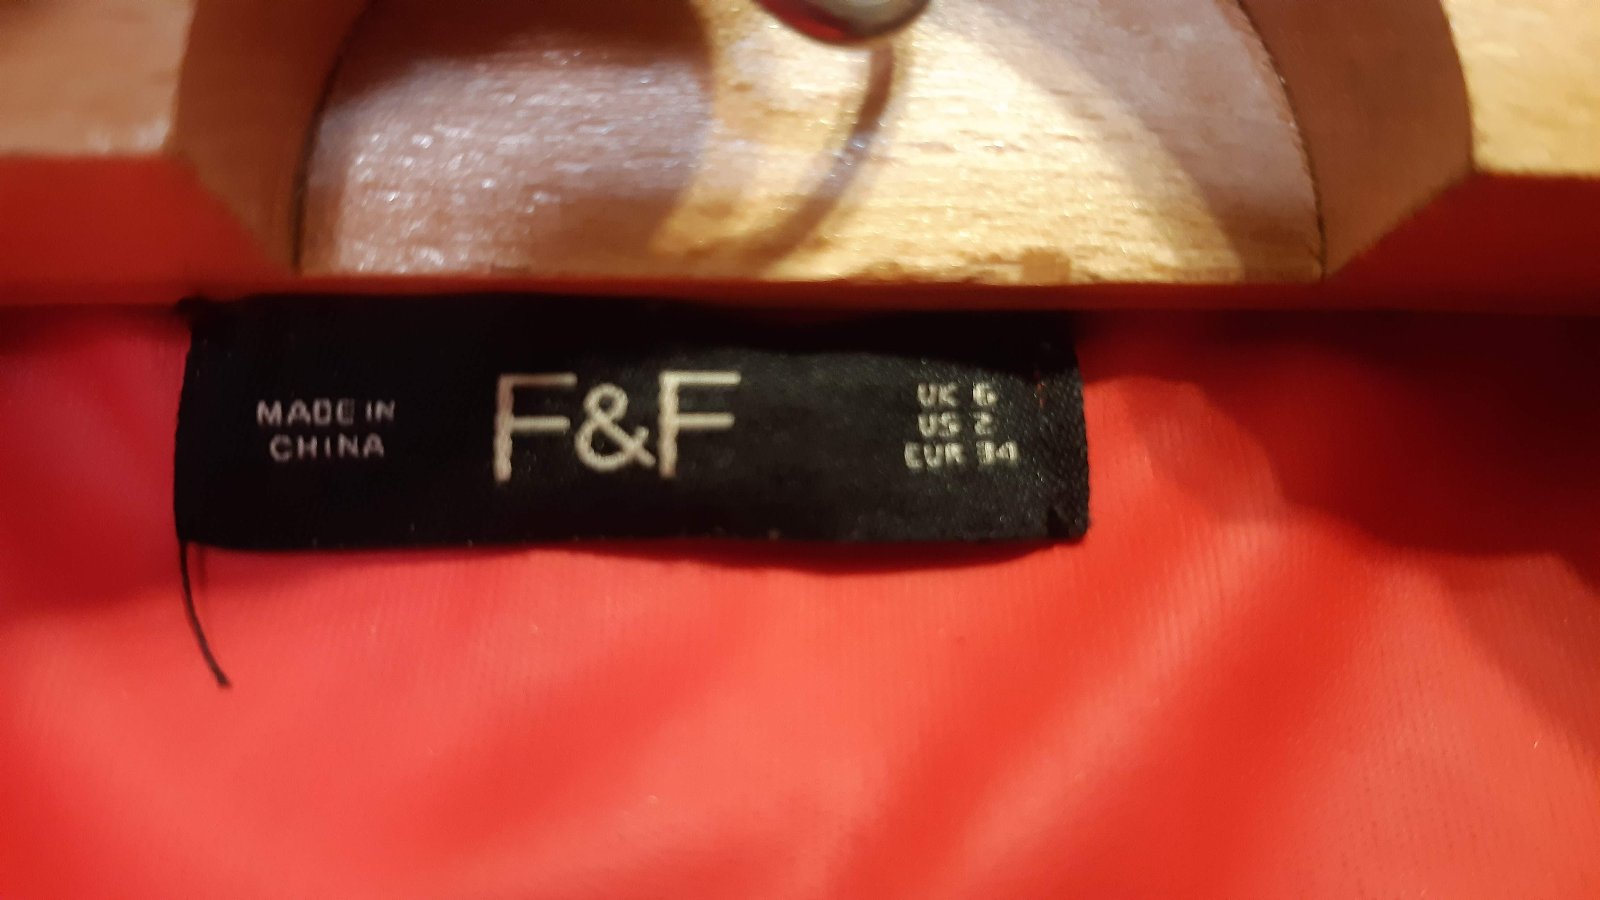 MADE IN
CHINA
F&F
UK 6
US 2
EUR 34